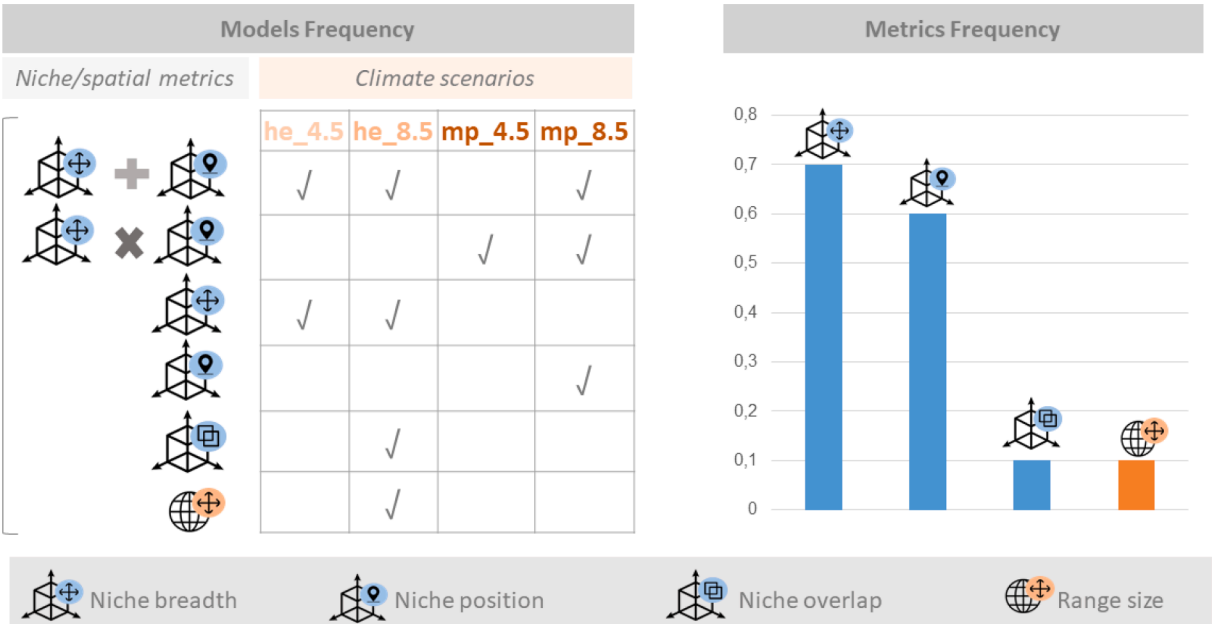 Models Frequency
Metrics Frequency
Niche/spatial metrics
Climate scenarios
he_4.5 he_8.5 mp_4.5 mp_8.5
√ √ √
√ √
√ √
√
√
√
0,8
0,7
0,6
0,5
0,4
0,3
0,2
0,1
0
Niche breadth
Niche position
Niche overlap
Range size